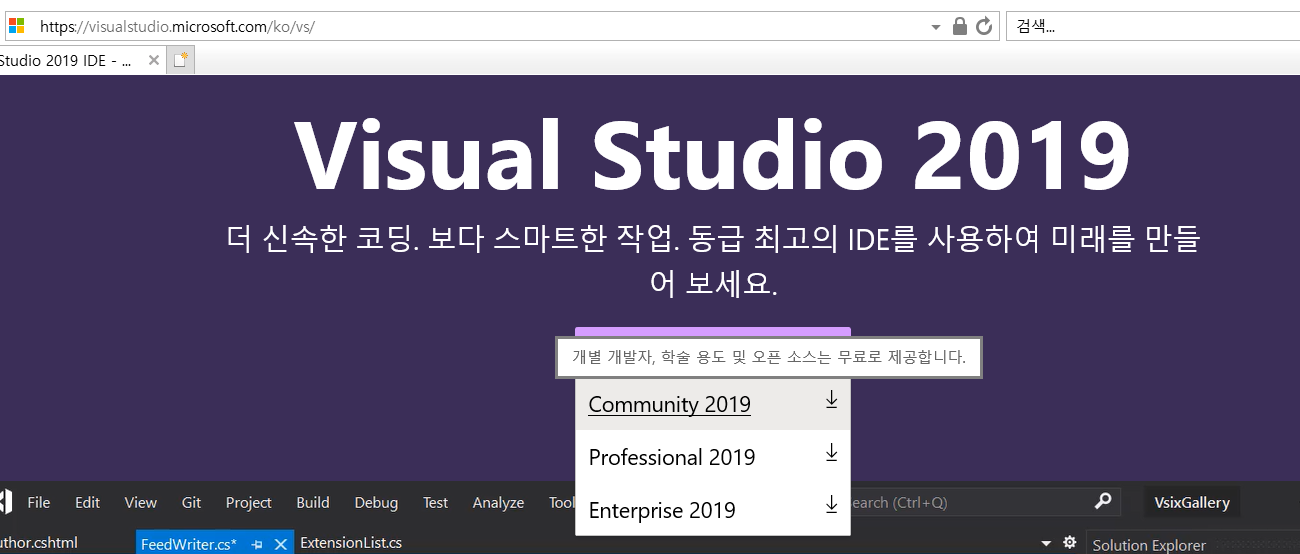 https://visualstudio.microsoft.com/ko/vs/
검색...
Studio 2019 IDE - ...
Visual Studio 2019
더 신속한 코딩. 보다 스마트한 작업. 동급 최고의 IDE를 사용하여 미래를 만들
어 보세요.
개별 개발자, 학술 용도 및 오픈 소스는 무료로 제공합니다.
Community 2019
Professional 2019
Enterprise 2019
File Edit View Git Project Build Debug Test Analyze Tool
earch (Ctrl+Q)
VsixGallery
uthor.cshtml
FeedWriter.cs*
ExtensionList.cs
Solution Explorer